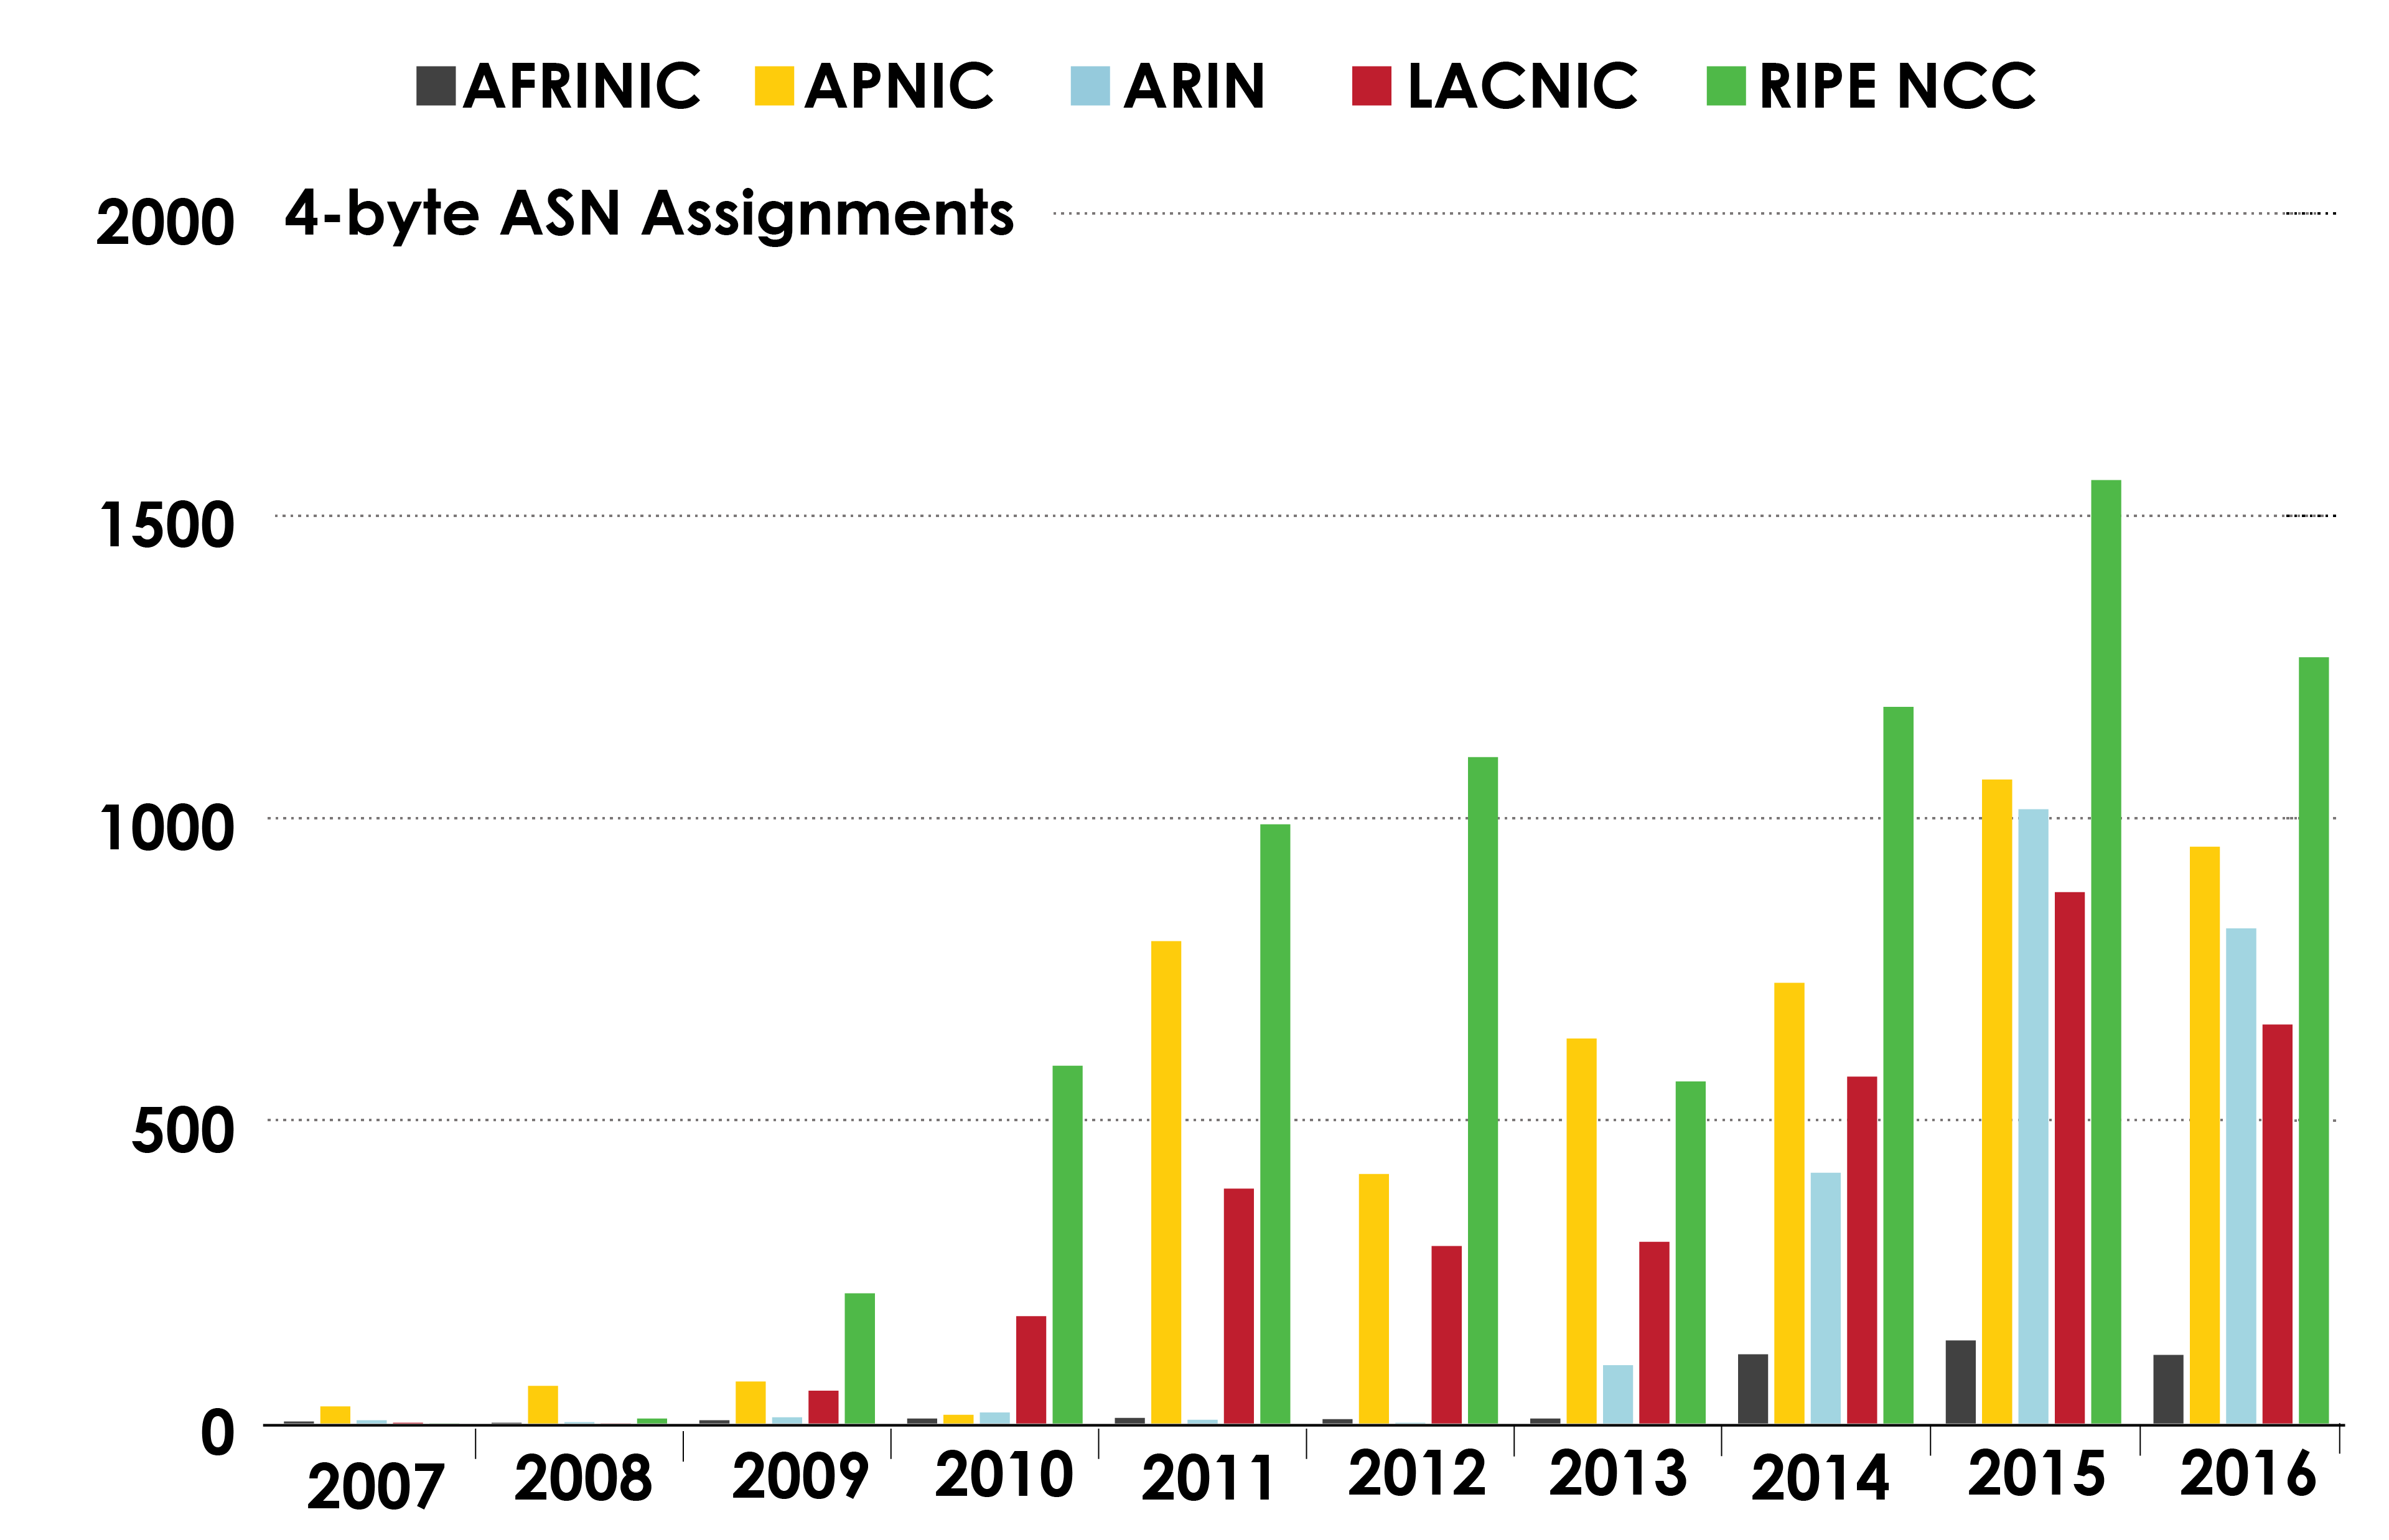 AFRINIC APNIC ARIN LACNIC RIPE NCC
2000 4-byte ASN Assignments
1500
1000
500
0
2007 2008 2009 2010 2011 2012 2013 2014 2015 2016